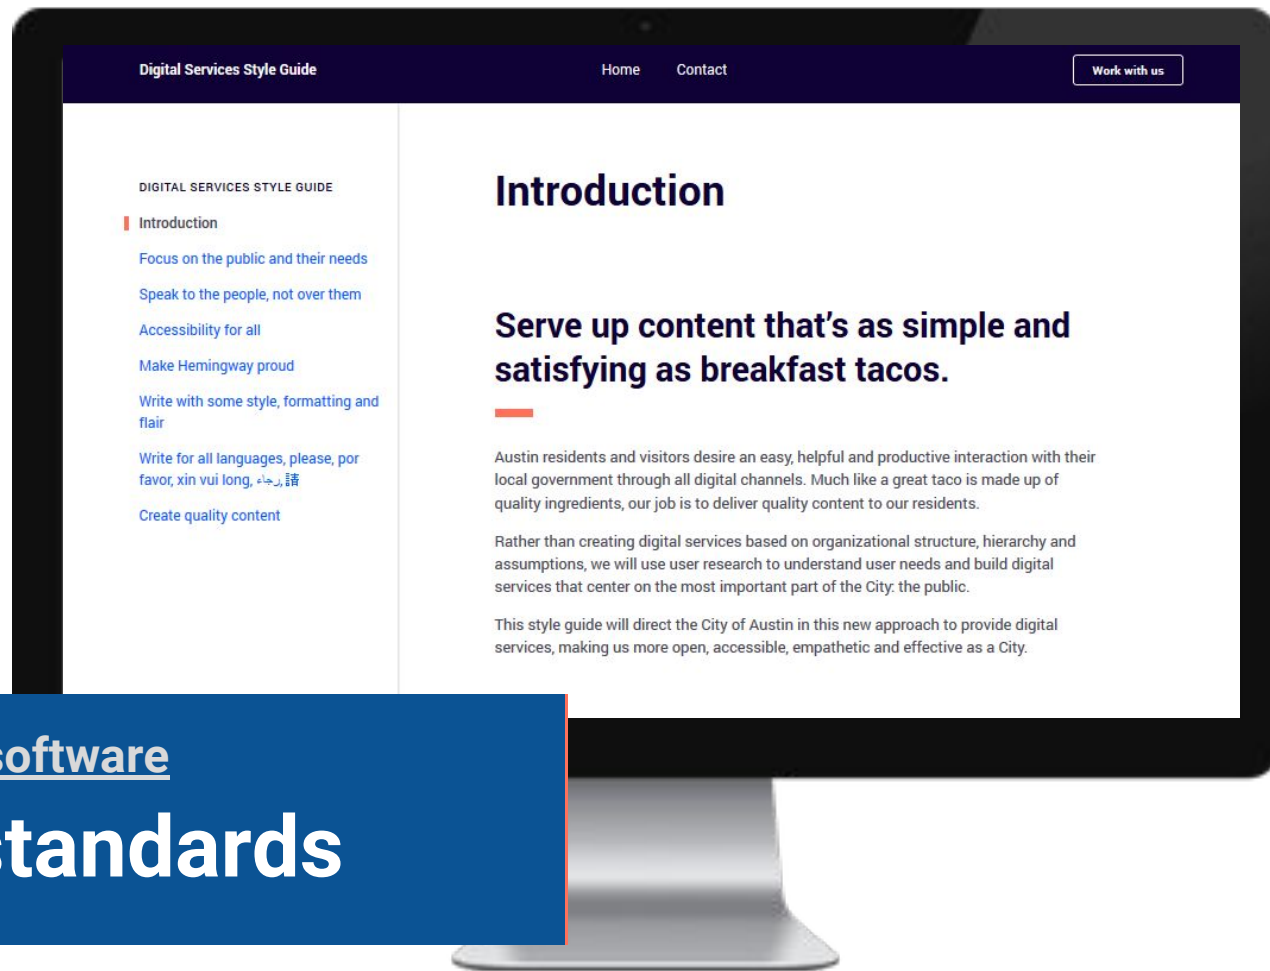 Digital Services Style Guide
Home
Contact
Work with us
DIGITAL SERVICES STYLE GUIDE
Introduction
Focus on the public and their needs
Speak to the people, not over them
Accessibility for all
Make Hemingway proud
Write with some style, formatting and
flair
Write for all languages, please, por
favor, xin vui long, رجاء, 請
Create quality content
Introduction
Serve up content that’s as simple and
satisfying as breakfast tacos.
Austin residents and visitors desire an easy, helpful and productive interaction with their
local government through all digital channels. Much like a great taco is made up of
quality ingredients, our job is to deliver quality content to our residents.
Rather than creating digital services based on organizational structure, hierarchy and
assumptions, we will use user research to understand user needs and build digital
services that center on the most important part of the City: the public.
This style guide will direct the City of Austin in this new approach to provide digital
services, making us more open, accessible, empathetic and effective as a City.
software
standards